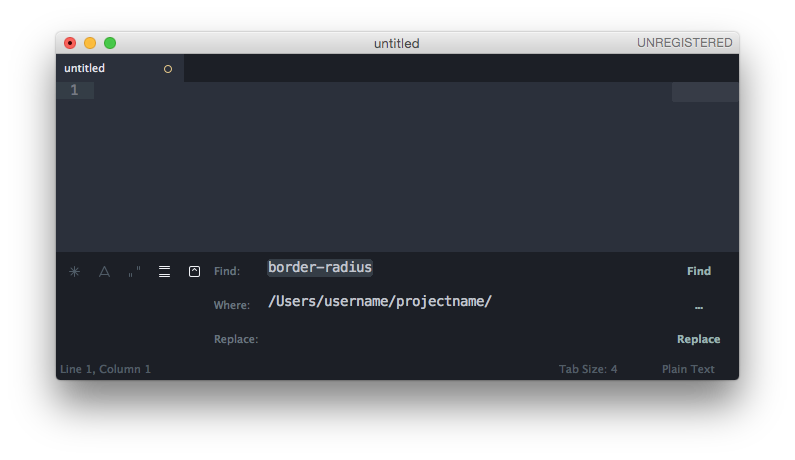 untitled UNREGISTERED
untitled
1
Find: border-radius Find
Where: /Users/username/projectname/ …
Replace: Replace
Line 1, Column 1 Tab Size: 4 Plain Text